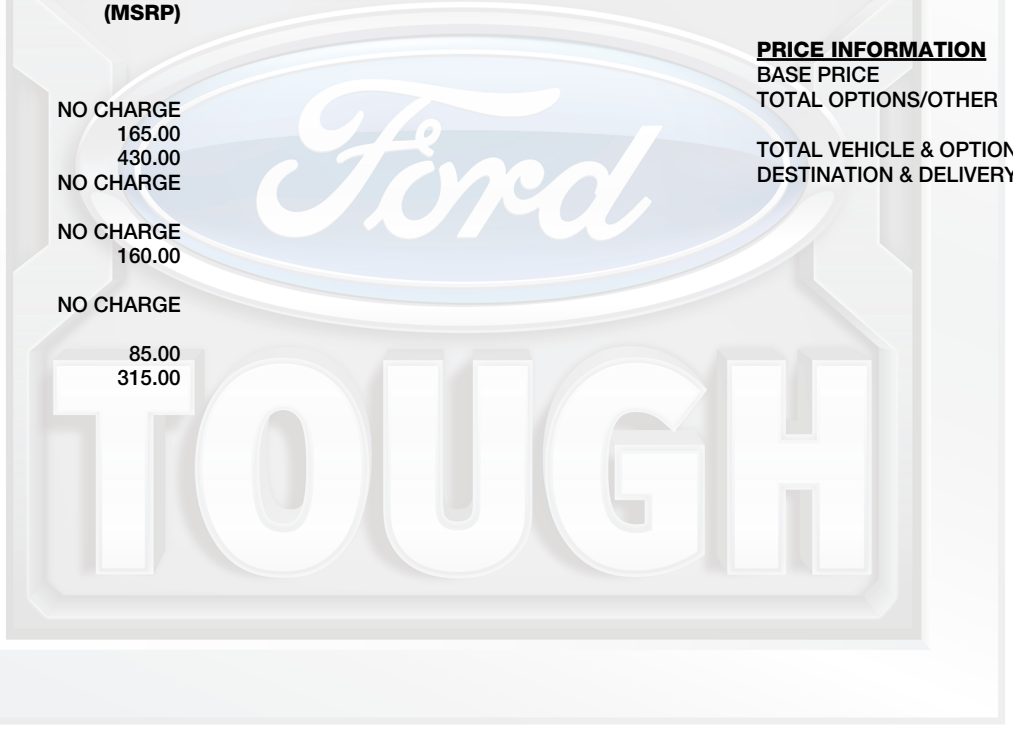 (MSRP)
NO CHARGE
165.00
430.00
NO CHARGE
NO CHARGE
160.00
NO CHARGE
85.00
315.00
PRICE INFORMATION
BASE PRICE
TOTAL OPTIONS/OTHER
TOTAL VEHICLE & OPTION
DESTINATION & DELIVERY
Ford
TOUGH